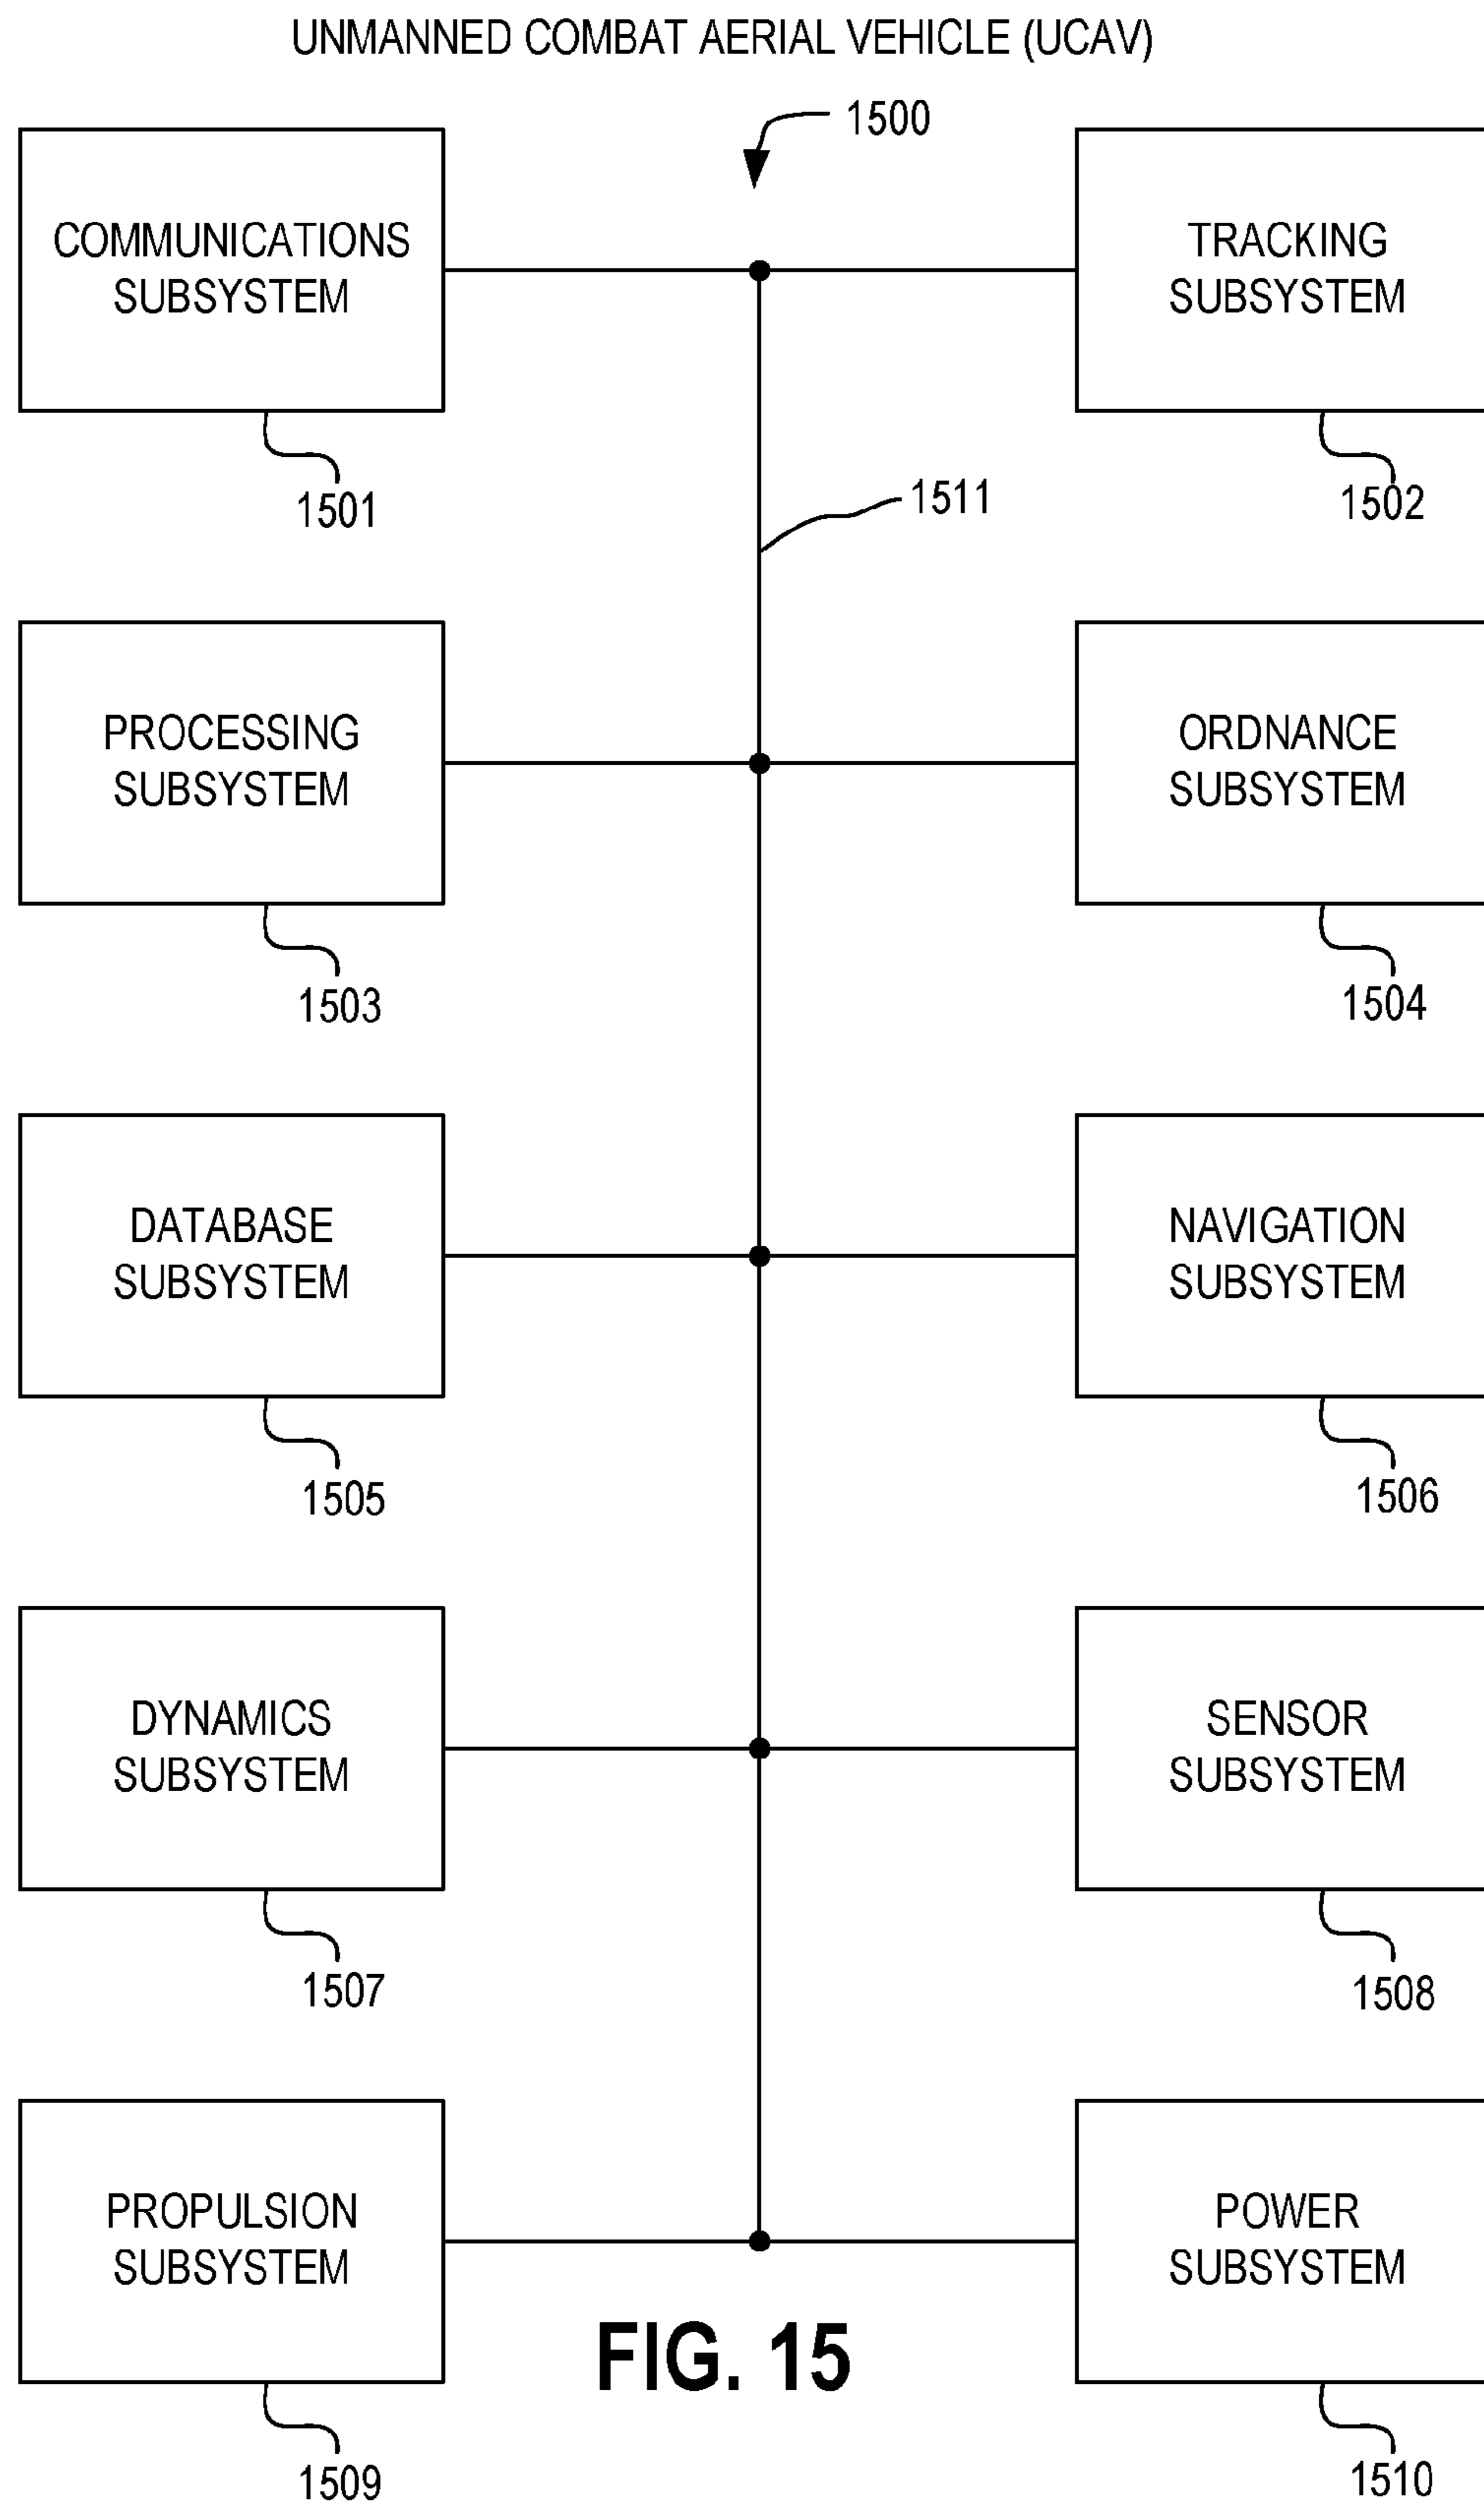 UNMANNED COMBAT AERIAL VEHICLE (UCAV)
1500
COMMUNICATIONS
SUBSYSTEM
TRACKING
SUBSYSTEM
1501
1502
1511
PROCESSING
SUBSYSTEM
ORDNANCE
SUBSYSTEM
1503
1504
DATABASE
SUBSYSTEM
NAVIGATION
SUBSYSTEM
1505
1506
DYNAMICS
SUBSYSTEM
SENSOR
SUBSYSTEM
1507
1508
PROPULSION
SUBSYSTEM
POWER
SUBSYSTEM
FIG. 15
1509
1510